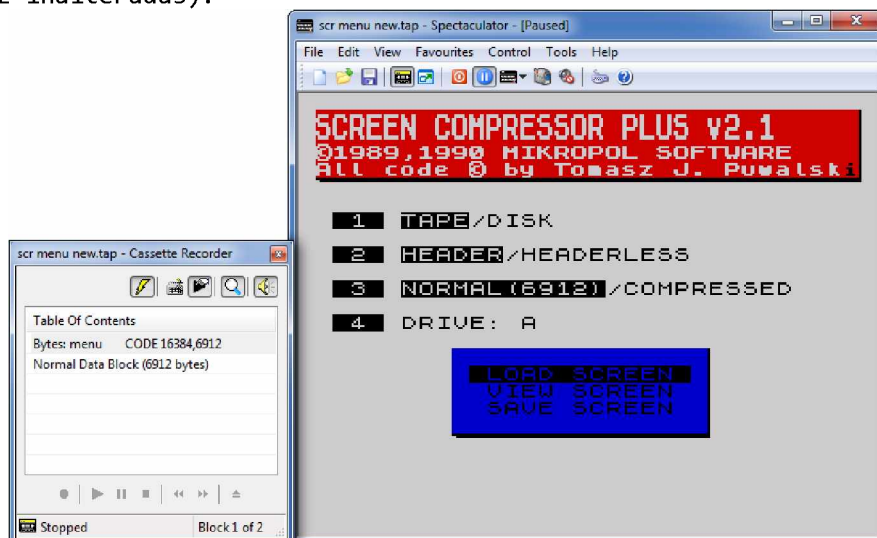 inalteradas).
scr menu new.tap - Spectaculator - [Paused]
File Edit View Favourites Control Tools Help
SCREEN COMPRESSOR PLUS V2.1
©1989,1990 MIKROPOL SOFTWARE
All code © by Tomasz J. Puwalski
1 TAPE/DISK
2 HEADER/HEADERLESS
3 NORMAL(6912)/COMPRESSED
4 DRIVE: A
LOAD SCREEN
VIEW SCREEN
SAVE SCREEN
scr menu new.tap - Cassette Recorder
Table Of Contents
Bytes: menu CODE 16384,6912
Normal Data Block (6912 bytes)
Stopped Block 1 of 2